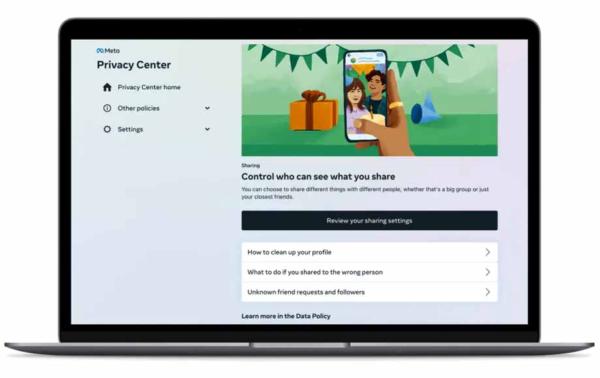 Meta
Privacy Center
Privacy Center home
Other policies
Settings
Sharing
Control who can see what you share
You can choose to share different things with different people, whether that's a big group or just
your closest friends.
Review your sharing settings
How to clean up your profile
What to do if you shared to the wrong person
Unknown friend requests and followers
Learn more in the Data Policy